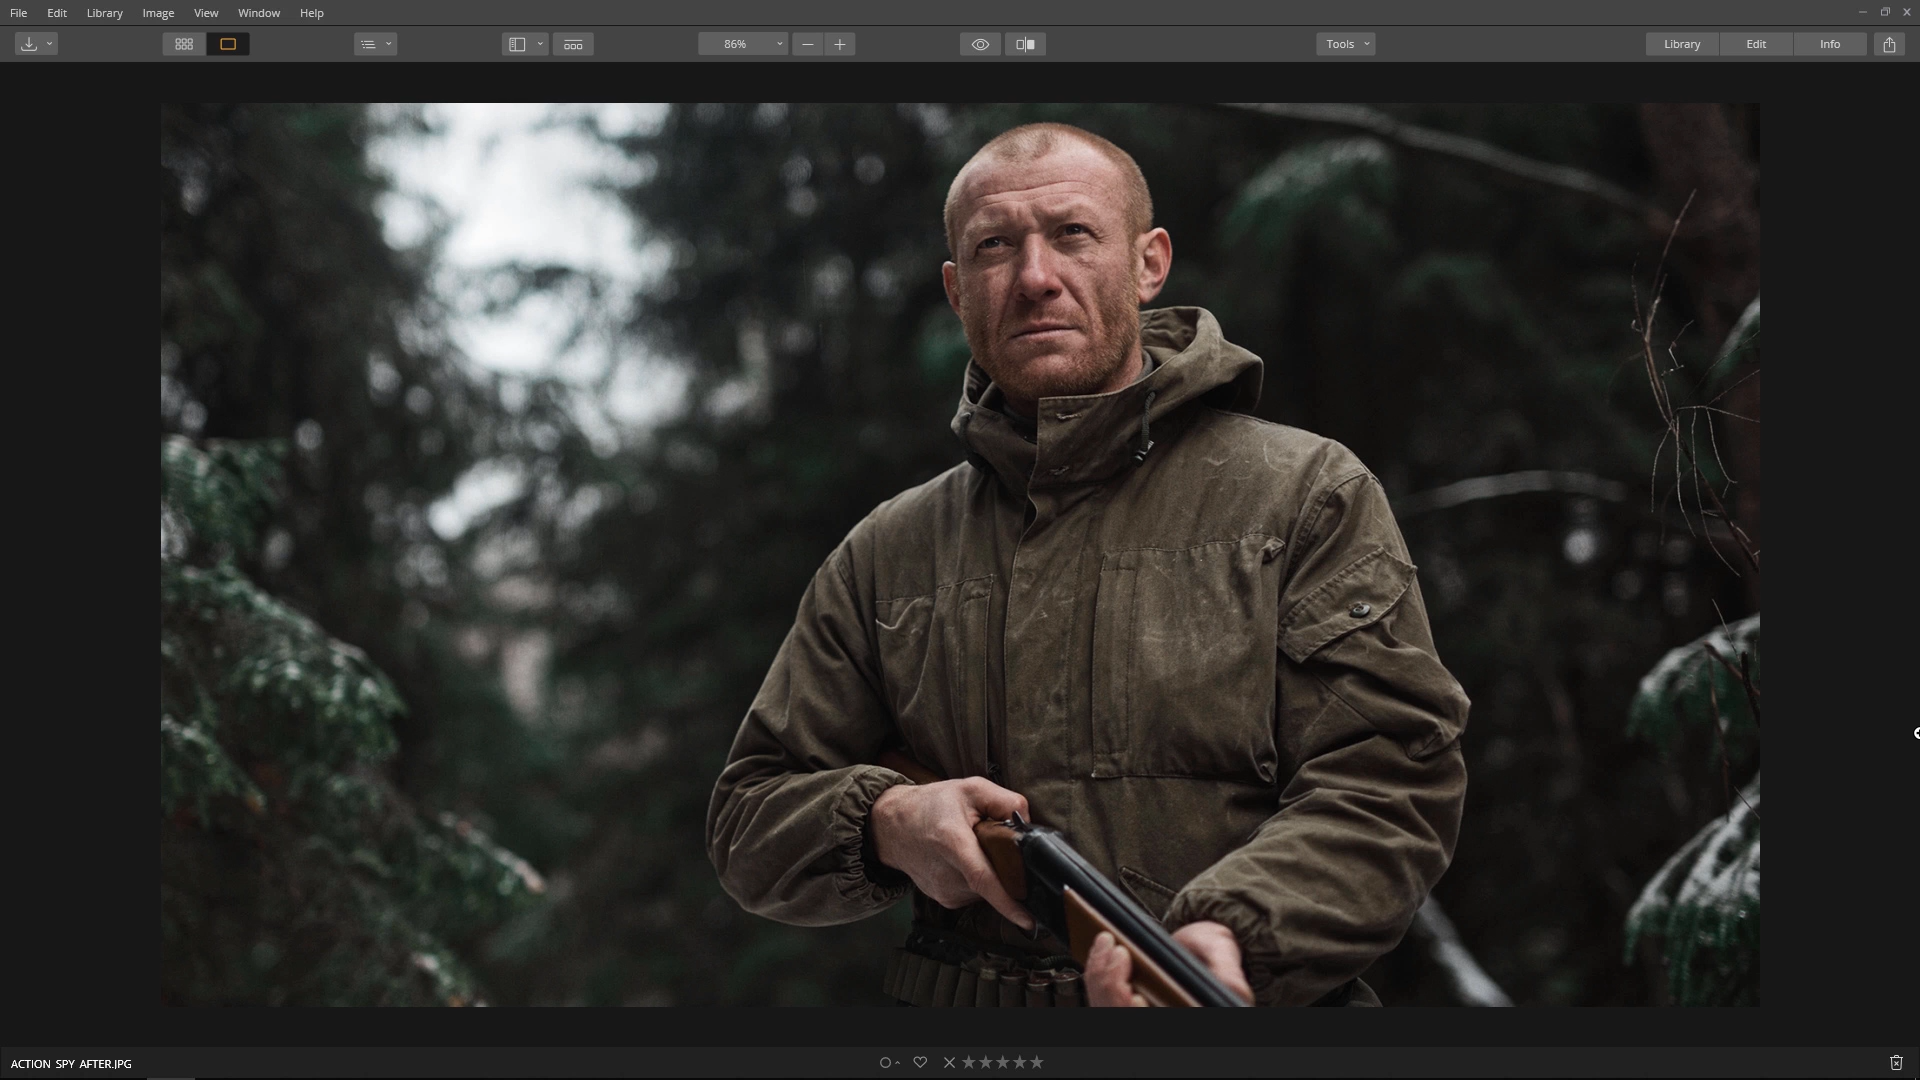 File Edit Library Image View Window Help
86% Tools Library Edit Info
ACTION SPY AFTER.JPG